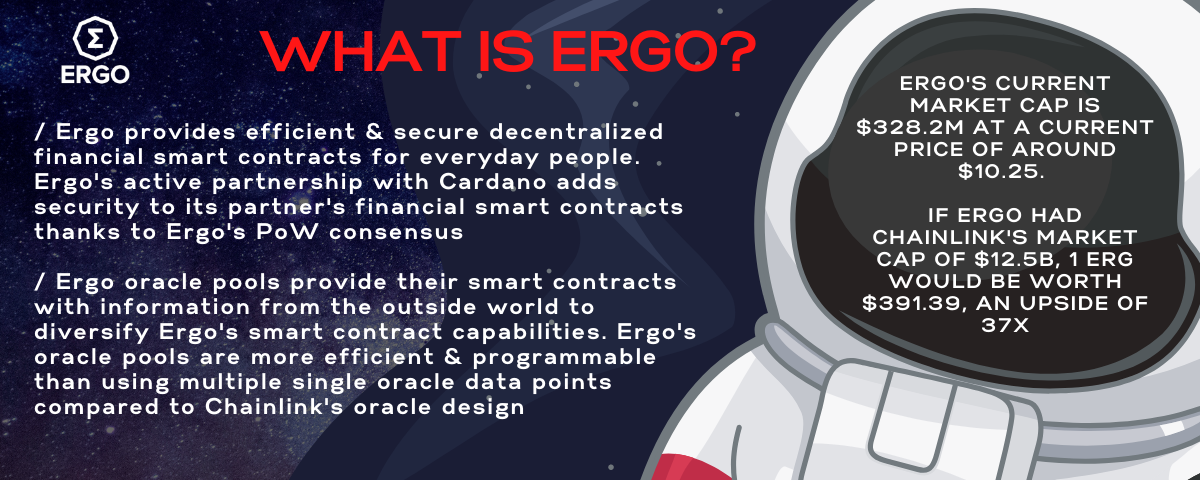 Σ
ERGO
WHAT IS ERGO?
/ Ergo provides efficient & secure decentralized
financial smart contracts for everyday people.
Ergo's active partnership with Cardano adds
security to its partner's financial smart contracts
thanks to Ergo's PoW consensus
/ Ergo oracle pools provide their smart contracts
with information from the outside world to
diversify Ergo's smart contract capabilities. Ergo's
oracle pools are more efficient & programmable
than using multiple single oracle data points
compared to Chainlink's oracle design
ERGO'S CURRENT
MARKET CAP IS
$328.2M AT A CURRENT
PRICE OF AROUND
$10.25.
IF ERGO HAD
CHAINLINK'S MARKET
CAP OF $12.5B, 1 ERG
WOULD BE WORTH
$391.39, AN UPSIDE OF
37X